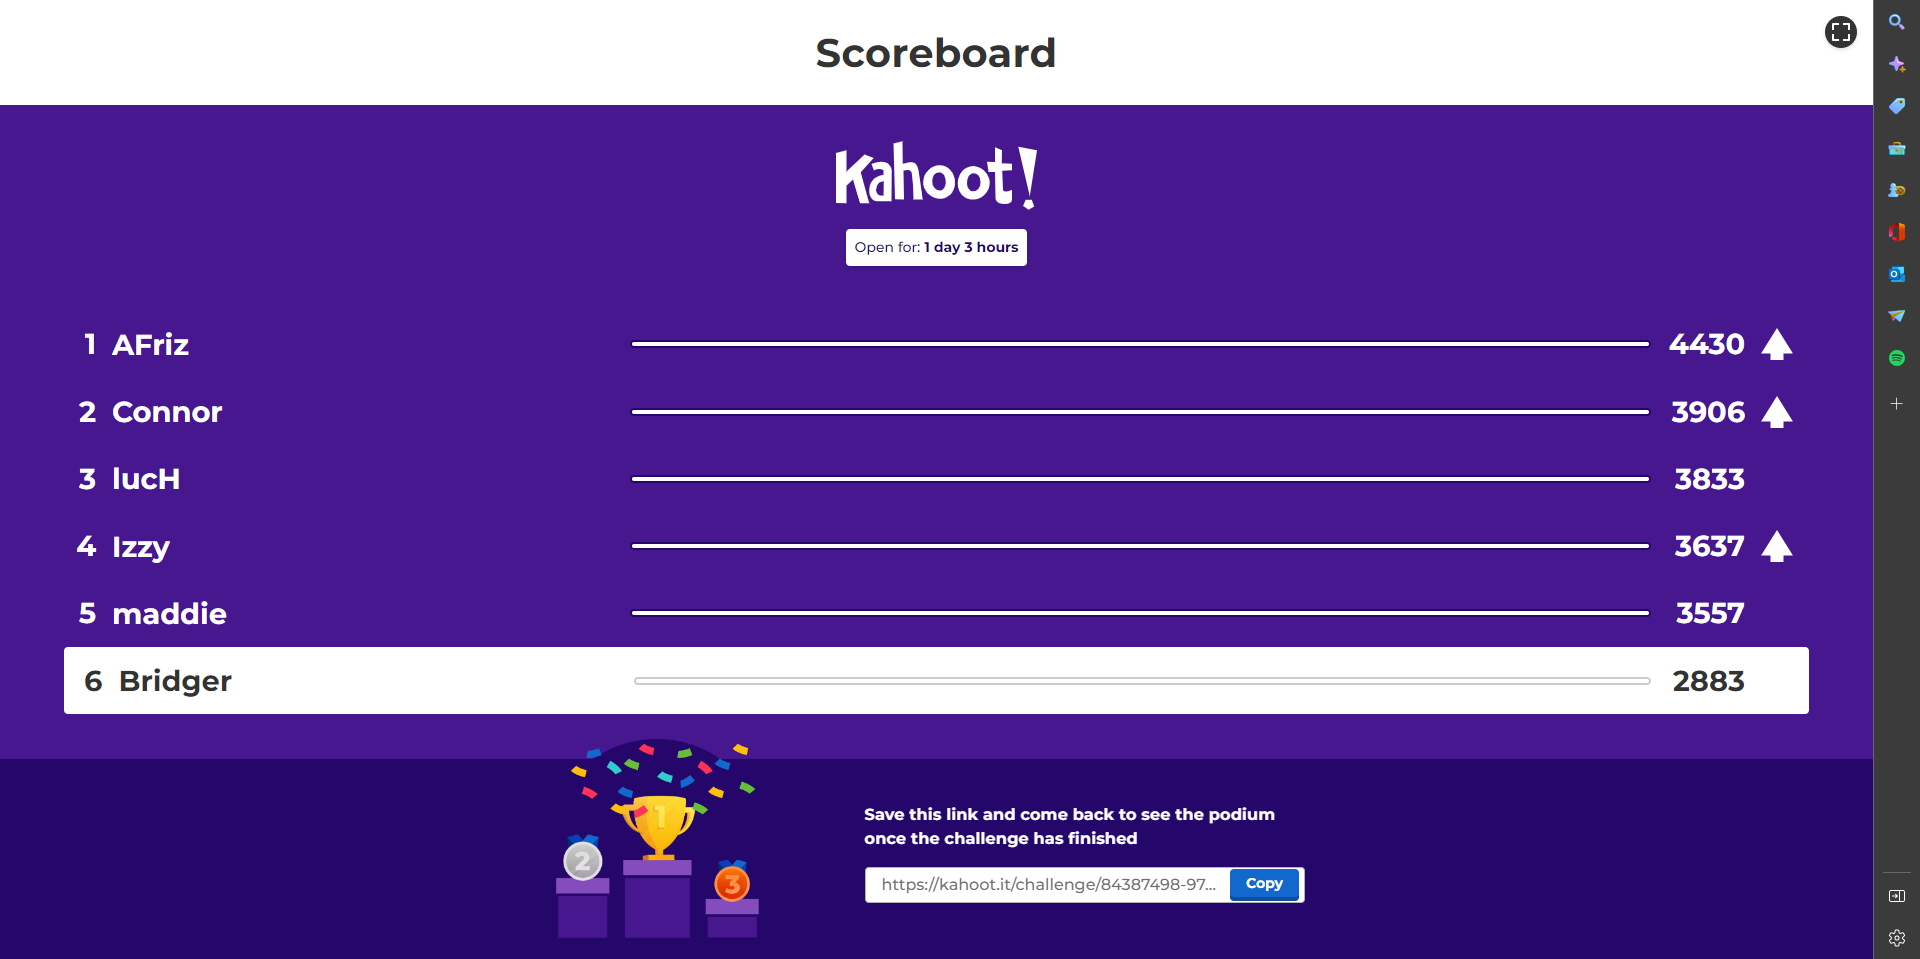 Scoreboard
Kahoot!
Open for: 1 day 3 hours
1 AFriz 4430
2 Connor 3906
3 lucH 3833
4 Izzy 3637
5 maddie 3557
6 Bridger 2883
1
2
3
Save this link and come back to see the podium
once the challenge has finished
https://kahoot.it/challenge/84387498-97... Copy